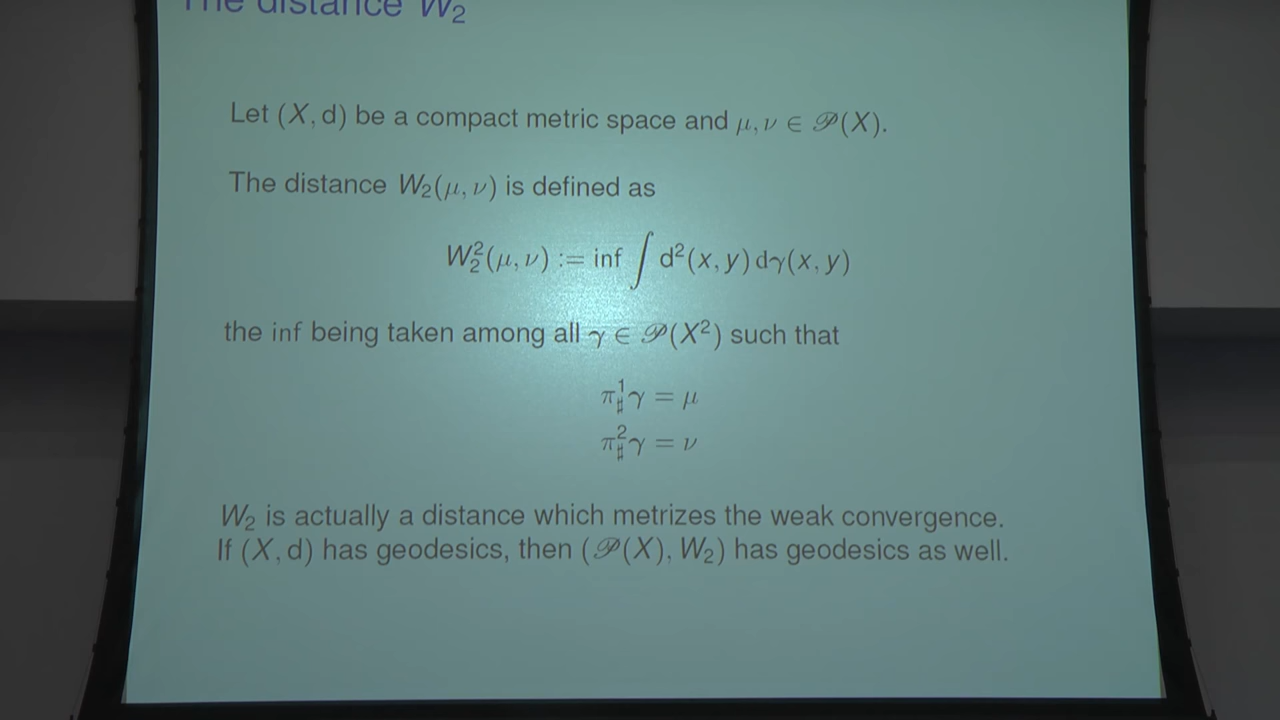 The distance W₂
Let (X, d) be a compact metric space and μ, ν ∈ 𝒫(X).
The distance W₂(μ, ν) is defined as
W₂²(μ, ν) := inf ∫ d²(x, y) dγ(x, y)
the inf being taken among all γ ∈ 𝒫(X²) such that
π¹♯γ = μ
π²♯γ = ν
W₂ is actually a distance which metrizes the weak convergence.
If (X, d) has geodesics, then (𝒫(X), W₂) has geodesics as well.